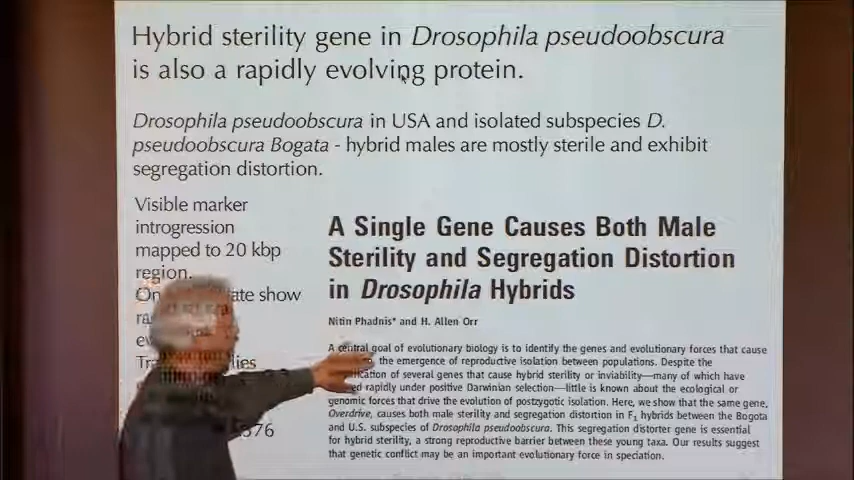 Hybrid sterility gene in Drosophila pseudoobscura
is also a rapidly evolving protein.
Drosophila pseudoobscura in USA and isolated subspecies D.
pseudoobscura Bogata - hybrid males are mostly sterile and exhibit
segregation distortion.
Visible marker
introgression
mapped to 20 kbp
region.
show
A Single Gene Causes Both Male
Sterility and Segregation Distortion
in Drosophila Hybrids
Nitin Phadnis* and H. Allen Orr
A central goal of evolutionary biology is to identify the genes and evolutionary forces that cause
the emergence of reproductive isolation between populations. Despite the
of several genes that cause hybrid sterility or inviability—many of which have
rapidly under positive Darwinian selection—little is known about the ecological or
genomic forces that drive the evolution of postzygotic isolation. Here, we show that the same gene,
Overdrive, causes both male sterility and segregation distortion in F1 hybrids between the Bogota
and U.S. subspecies of Drosophila pseudoobscura. This segregation distorter gene is essential
for hybrid sterility, a strong reproductive barrier between these young taxa. Our results suggest
that genetic conflict may be an important evolutionary force in speciation.